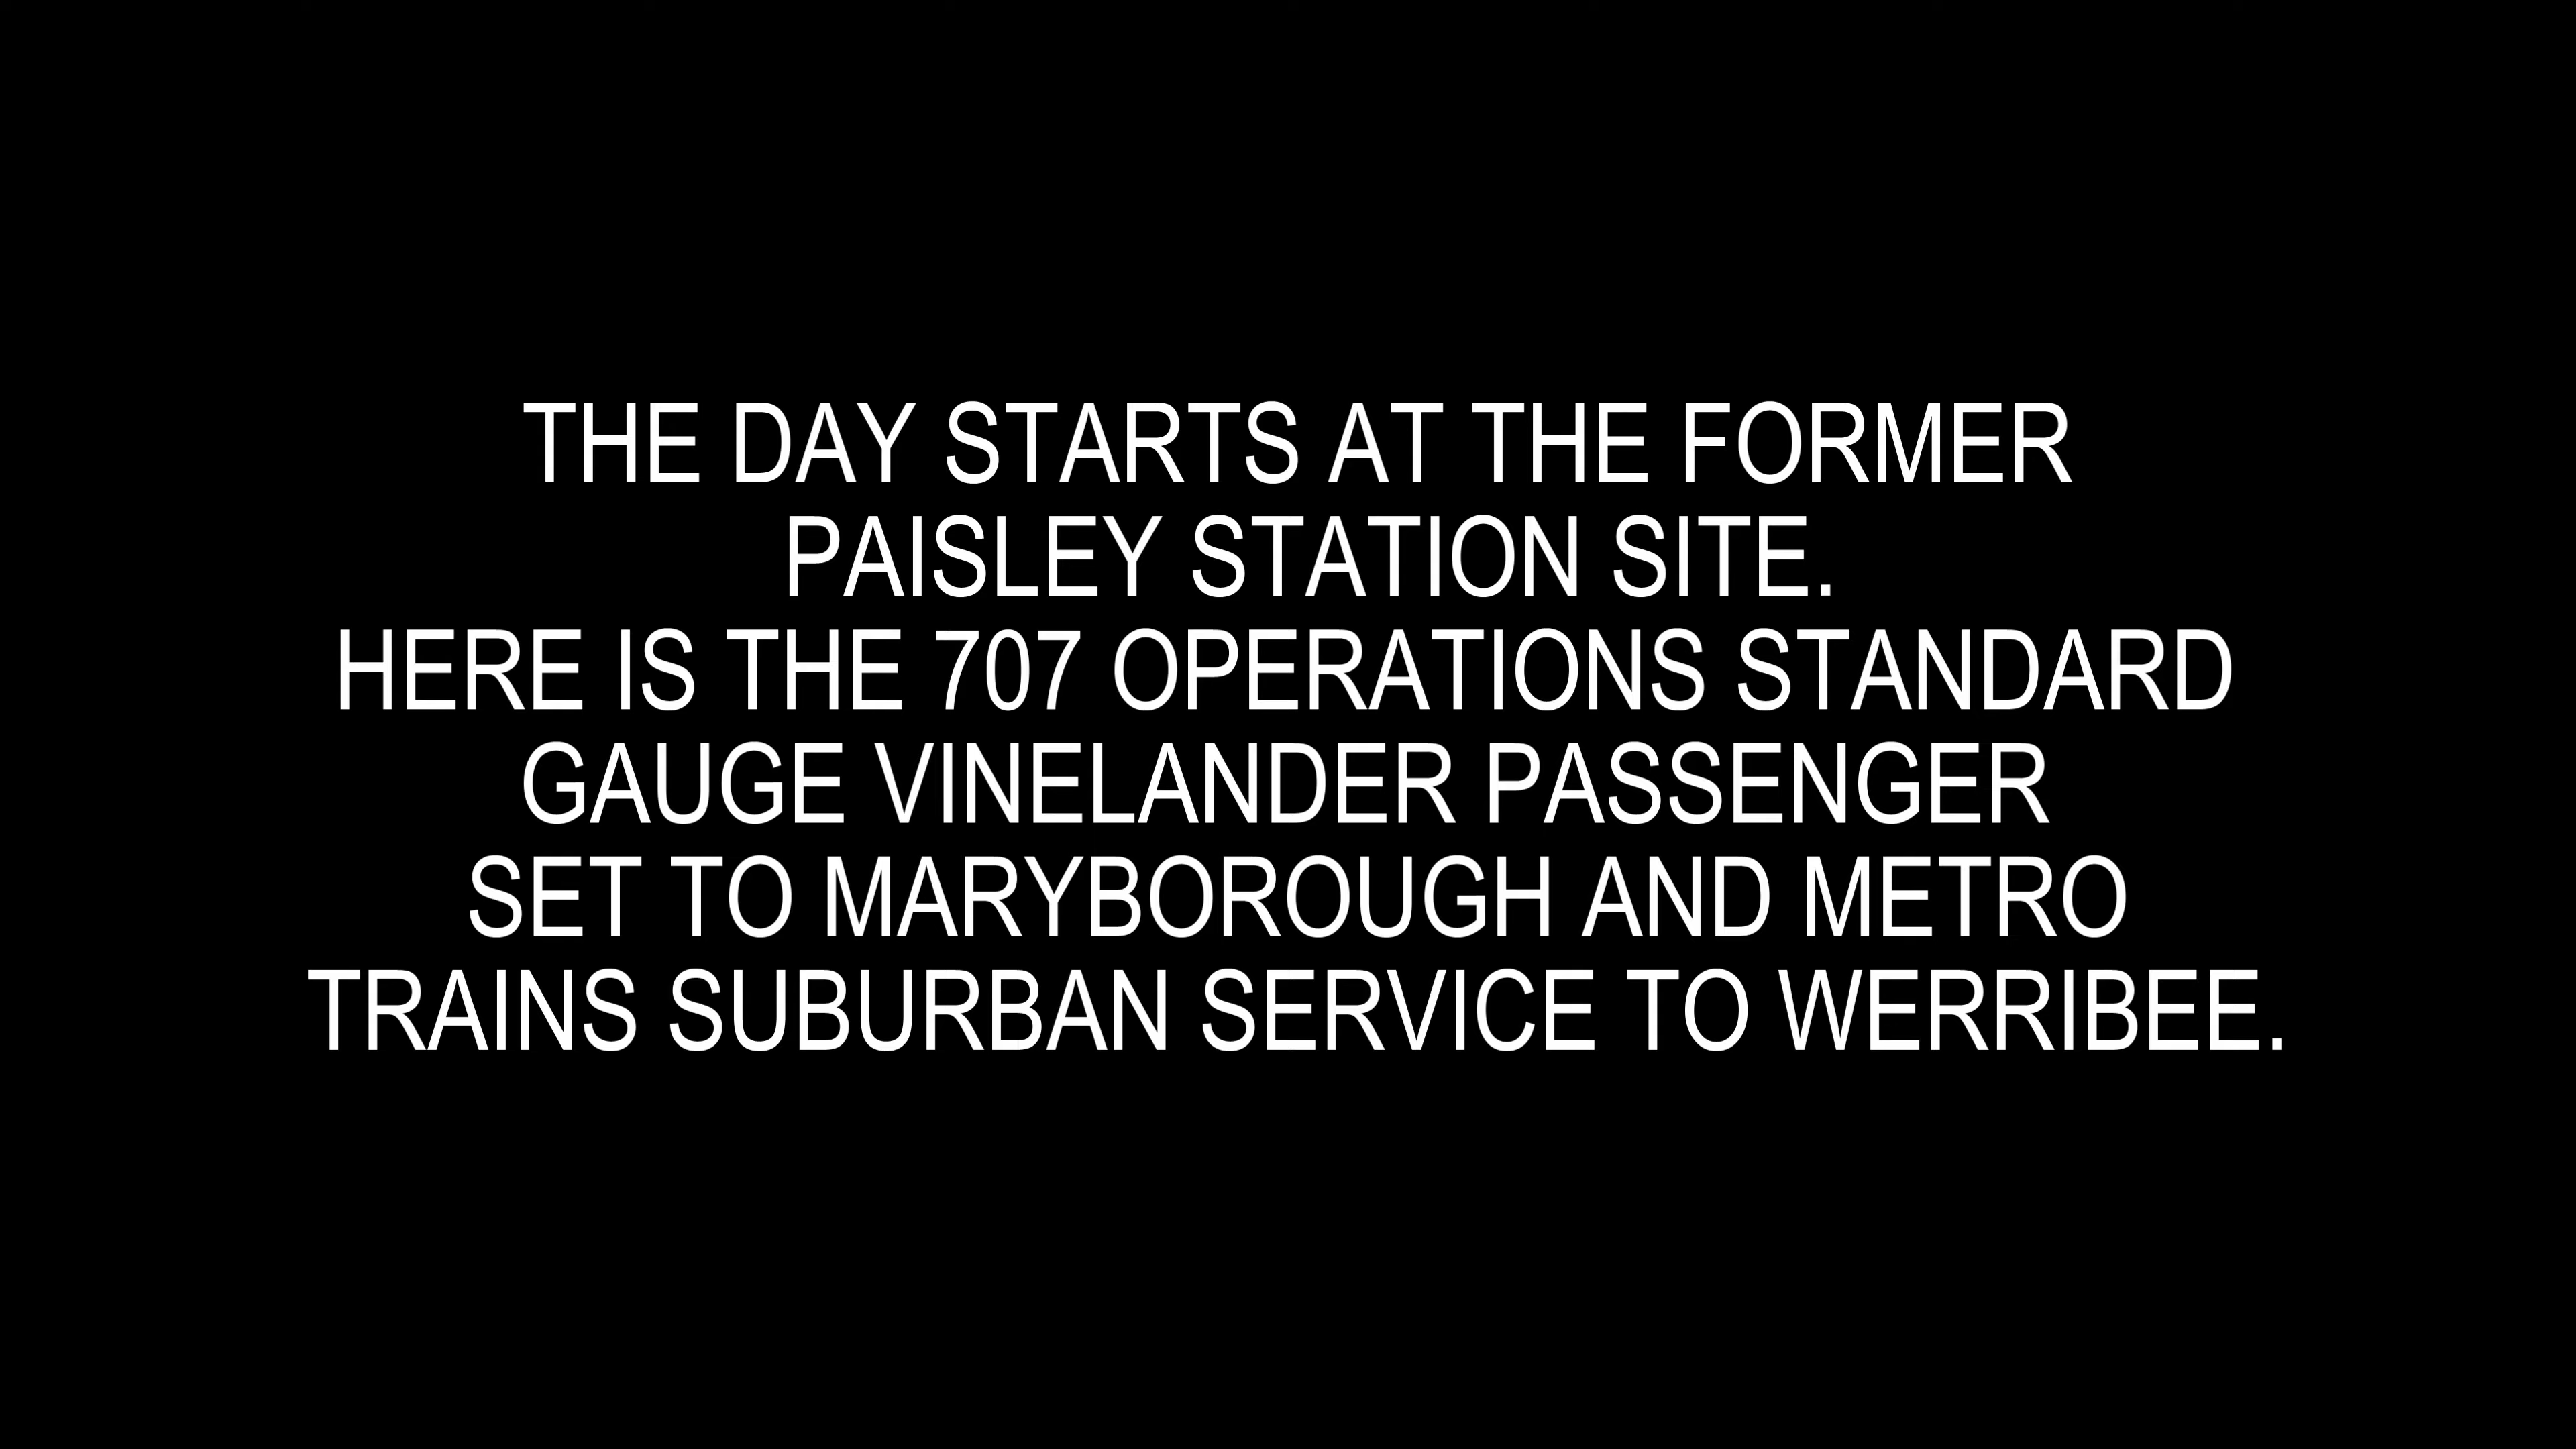 THE DAY STARTS AT THE FORMER
PAISLEY STATION SITE.
HERE IS THE 707 OPERATIONS STANDARD
GAUGE VINELANDER PASSENGER
SET TO MARYBOROUGH AND METRO
TRAINS SUBURBAN SERVICE TO WERRIBEE.